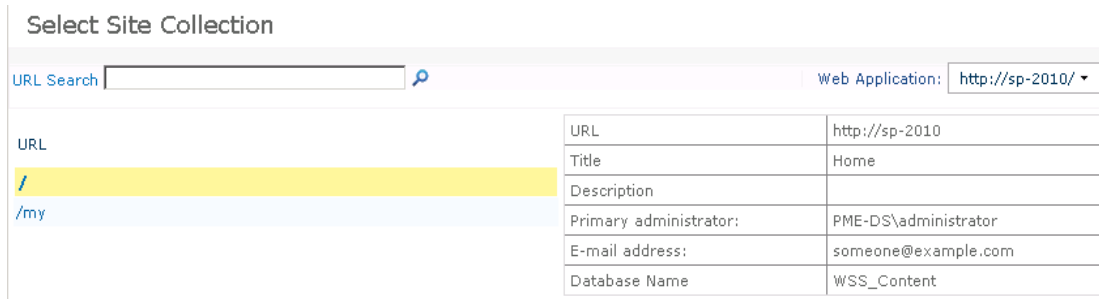 Select Site Collection
URL Search
Web Application: http://sp-2010/
URL
/
/my
URL http://sp-2010
Title Home
Description
Primary administrator: PME-DS\administrator
E-mail address: someone@example.com
Database Name WSS_Content